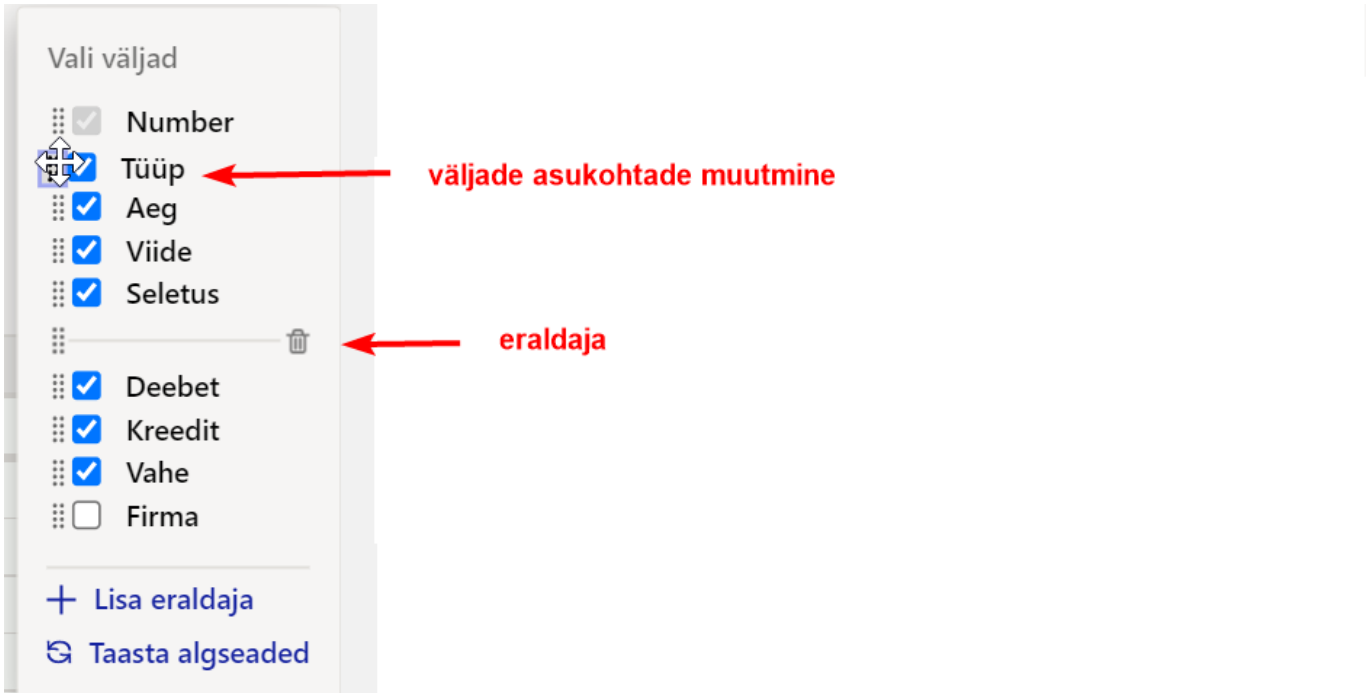 Vali väljad
Number
Tüüp
väljade asukohtade muutmine
Aeg
Viide
Seletus
eraldaja
Deebet
Kreedit
Vahe
Firma
Lisa eraldaja
Taasta algseaded